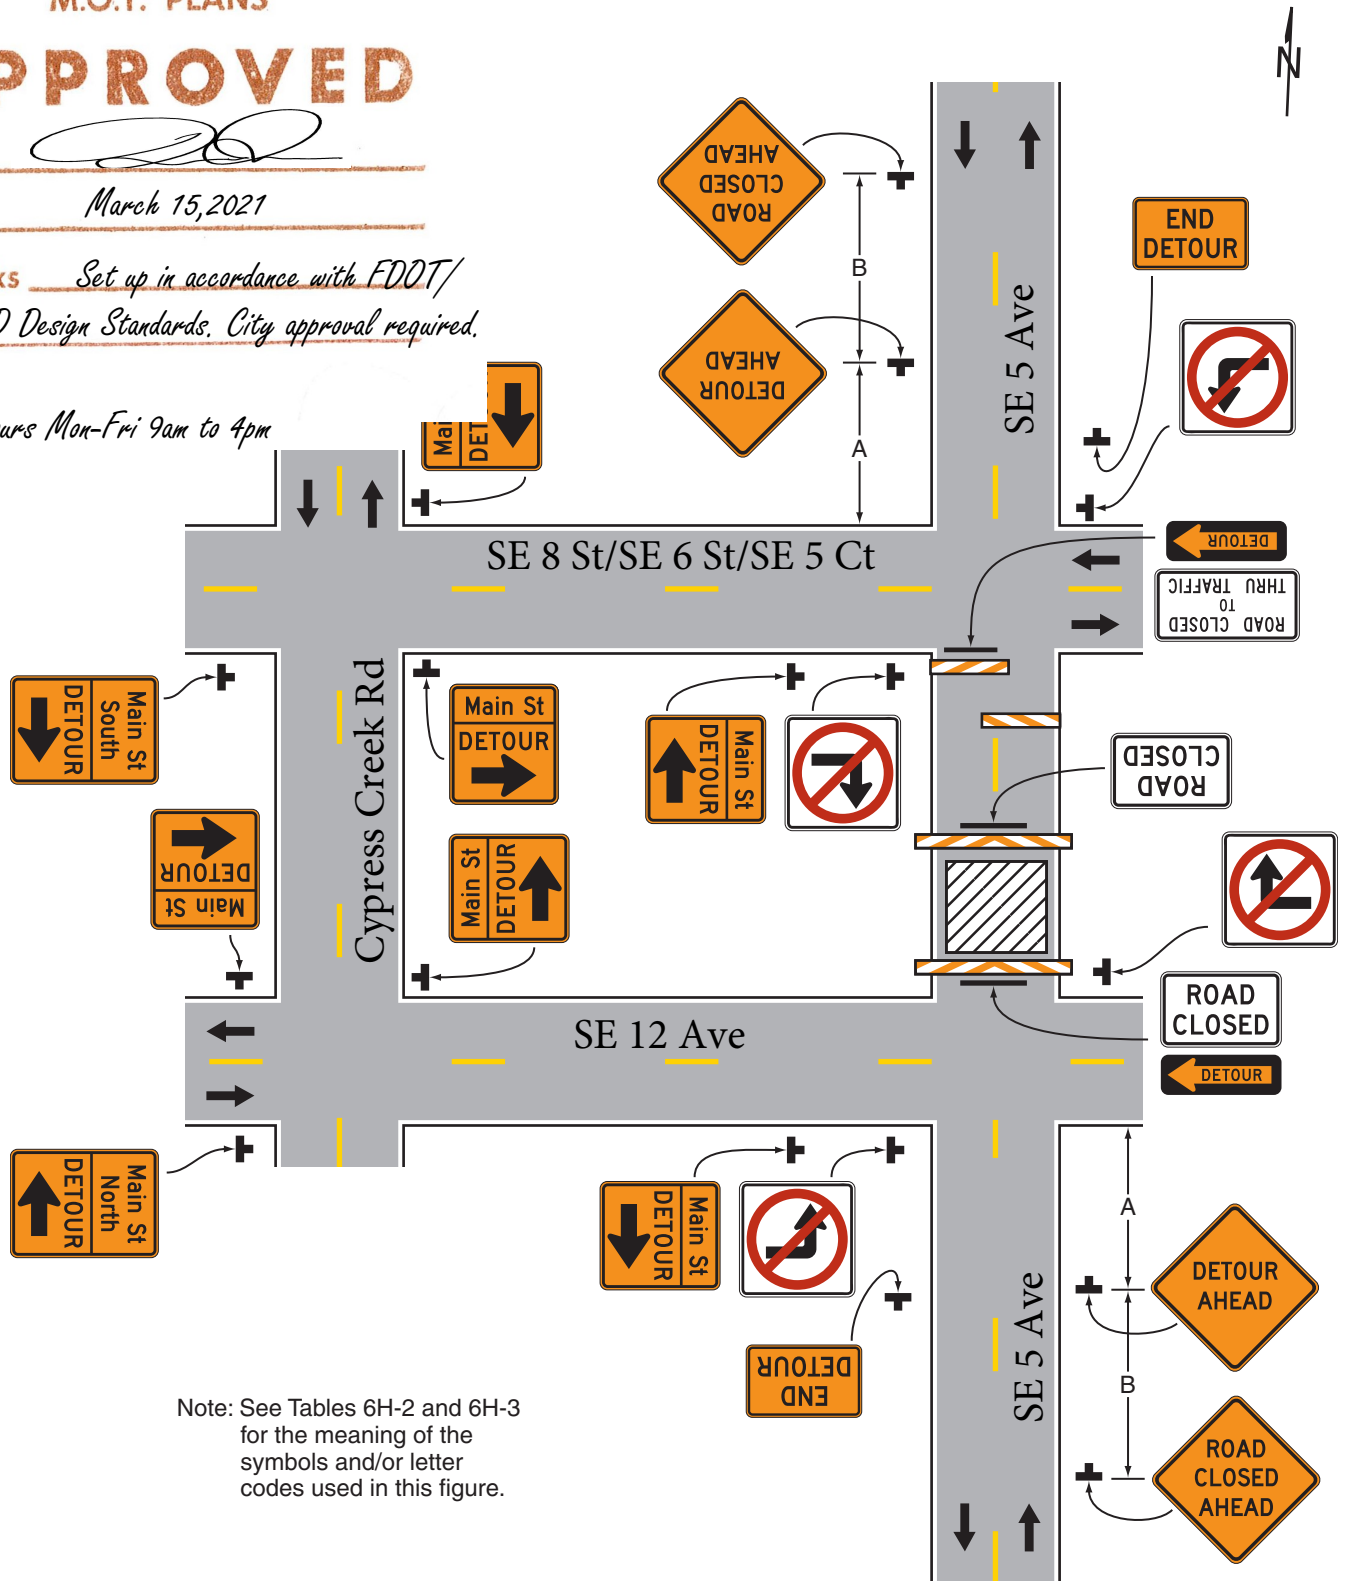 M.O.T. PLANS
PPROVED
March 15,2021
KS Set up in accordance with FDOT/
D Design Standards. City approval required.
urs Mon-Fri 9am to 4pm
N
ROAD
CLOSED
AHEAD
B
DETOUR
AHEAD
A
SE 5 Ave
END
DETOUR
Mai
DET
SE 8 St/SE 6 St/SE 5 Ct
DETOUR
ROAD CLOSED
TO
THRU TRAFFIC
Main St
South
DETOUR
Cypress Creek Rd
Main St
DETOUR
Main St
DETOUR
ROAD
CLOSED
Main St
DETOUR
Main St
DETOUR
ROAD
CLOSED
SE 12 Ave
DETOUR
Main St
North
DETOUR
Main St
DETOUR
A
DETOUR
AHEAD
SE 5 Ave
END
DETOUR
B
ROAD
CLOSED
AHEAD
Note: See Tables 6H-2 and 6H-3
for the meaning of the
symbols and/or letter
codes used in this figure.